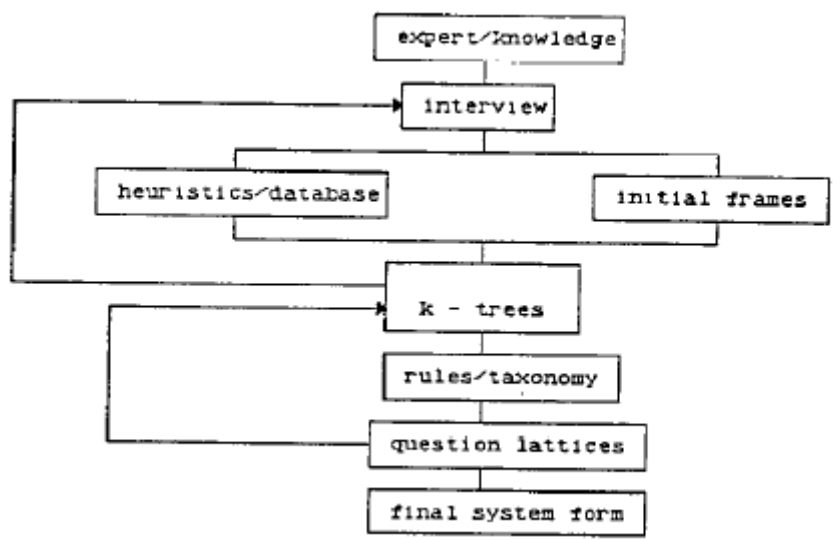 expert/knowledge
interview
heuristics/database
initial frames
k - trees
rules/taxonomy
question lattices
final system form